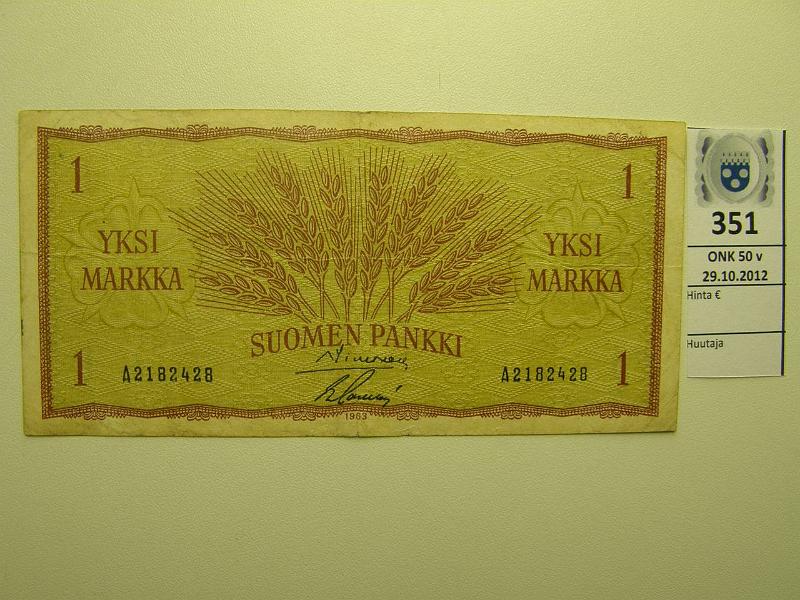 1 1
YKSI MARKKA
YKSI MARKKA
SUOMEN PANKKI
1 A2182428
A2182428 1
1963
351
ONK 50 v
29.10.2012
Hinta €
Huutaja